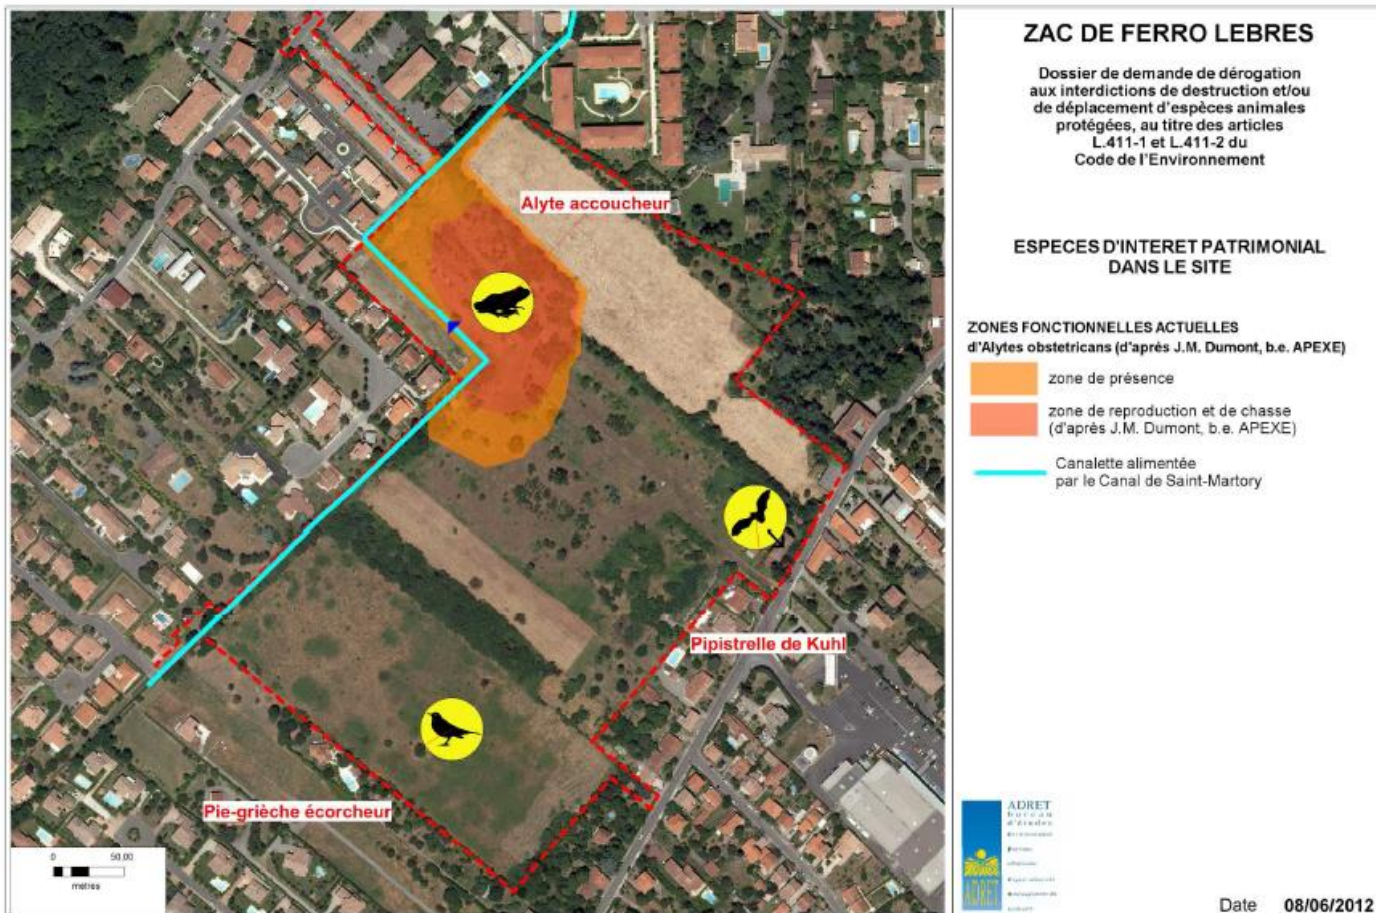 ZAC DE FERRO LEBRES
Dossier de demande de dérogation
aux interdictions de destruction et/ou
de déplacement d'espèces animales
protégées, au titre des articles
L.411-1 et L.411-2 du
Code de l'Environnement
ESPECES D'INTERET PATRIMONIAL
DANS LE SITE
ZONES FONCTIONNELLES ACTUELLES
d'Alytes obstetricans (d'après J.M. Dumont, b.e. APEXE)
zone de présence
zone de reproduction et de chasse
(d'après J.M. Dumont, b.e. APEXE)
Canalette alimentée
par le Canal de Saint-Martory
Alyte accoucheur
Pipistrelle de Kuhl
Pie-grièche écorcheur
0 50,00
mètres
ADRET
bureau
d'études
ADRET
Date 08/06/2012